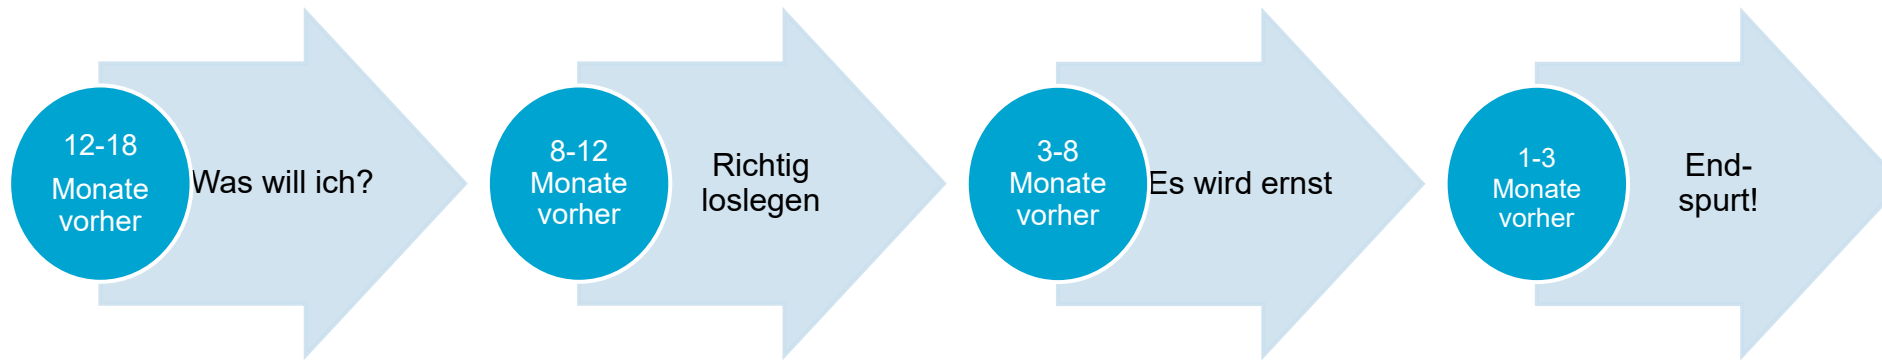 12-18
Monate
vorher
Was will ich?
8-12
Monate
vorher
Richtig
loslegen
3-8
Monate
vorher
Es wird ernst
1-3
Monate
vorher
End-
spurt!